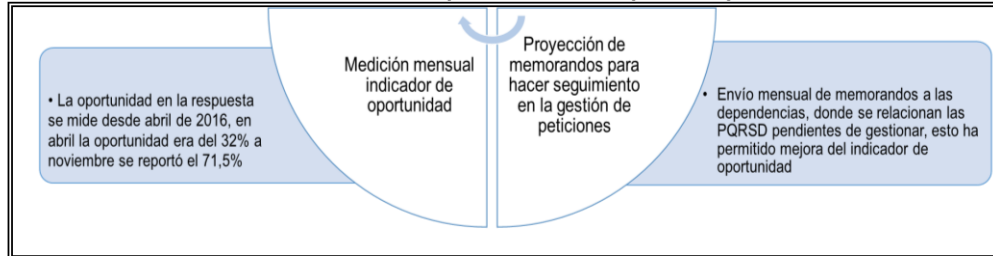 • La oportunidad en la respuesta
se mide desde abril de 2016, en
abril la oportunidad era del 32% a
noviembre se reportó el 71,5%
Medición mensual
indicador de
oportunidad
Proyección de
memorandos para
hacer seguimiento
en la gestión de
peticiones
• Envío mensual de memorandos a las
dependencias, donde se relacionan las
PQRSD pendientes de gestionar, esto ha
permitido mejora del indicador de
oportunidad